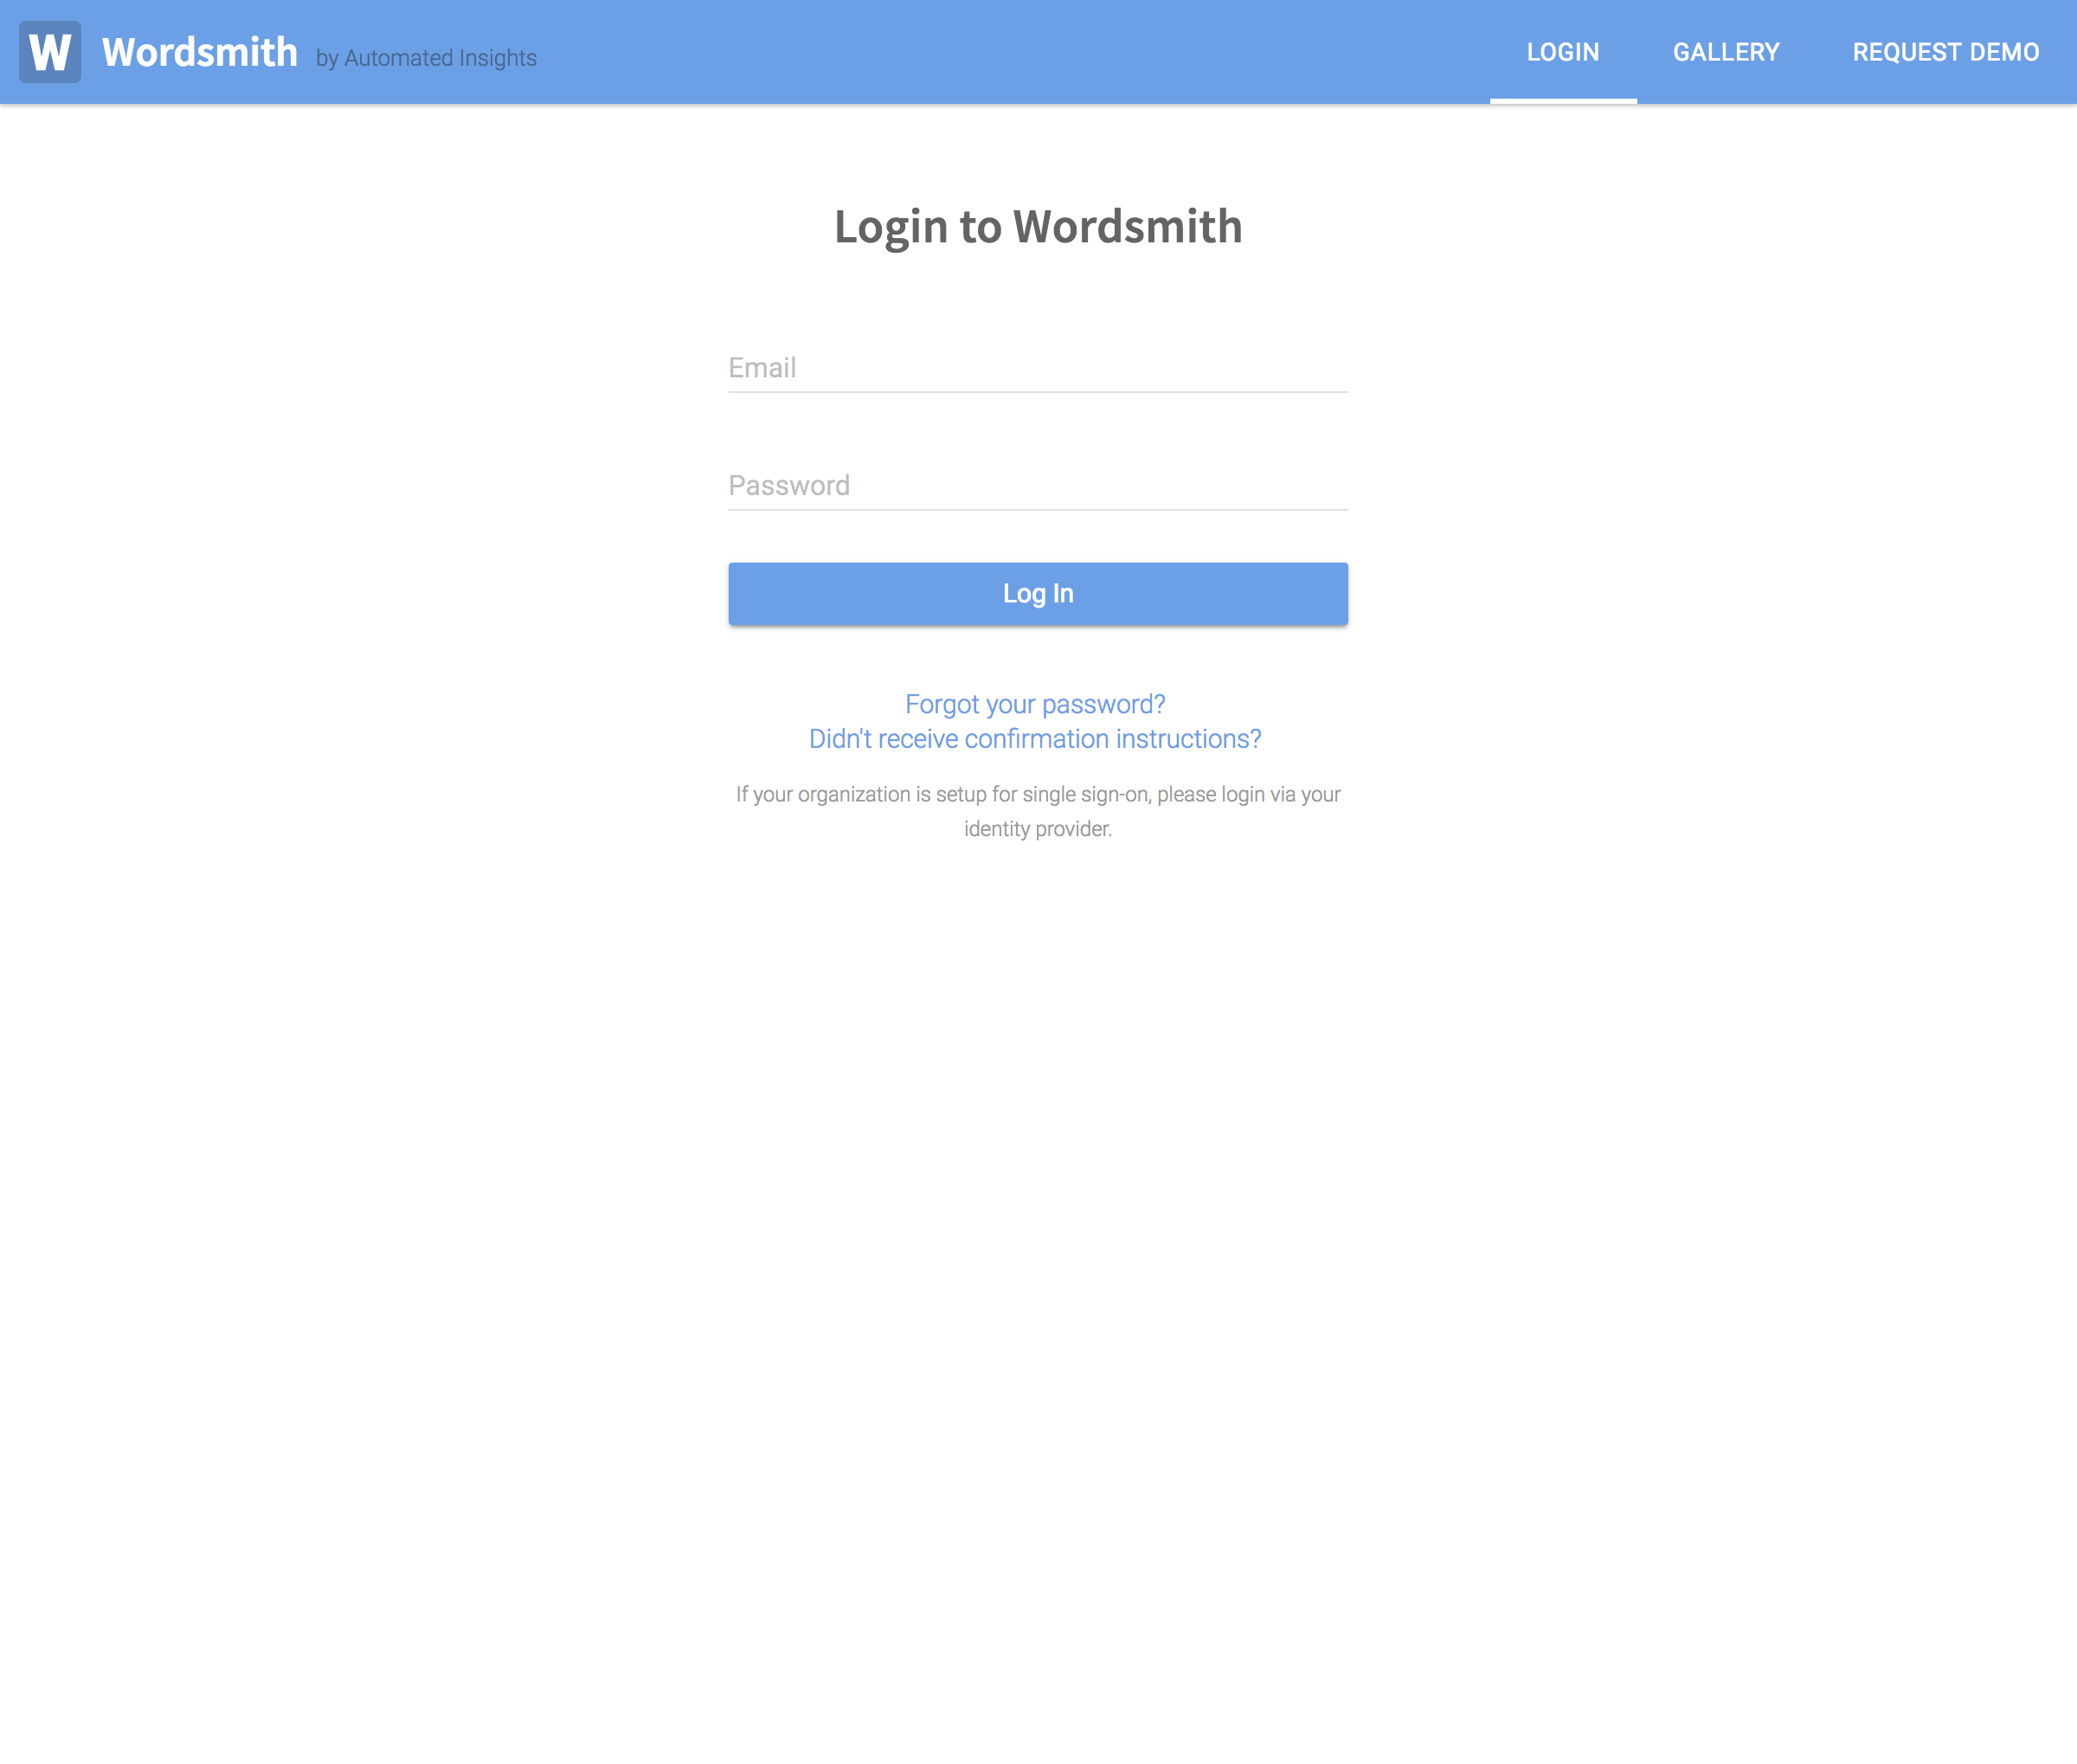 W Wordsmith by Automated Insights LOGIN GALLERY REQUEST DEMO
Login to Wordsmith
Email
Password
Log In
Forgot your password?
Didn't receive confirmation instructions?
If your organization is setup for single sign-on, please login via your
identity provider.